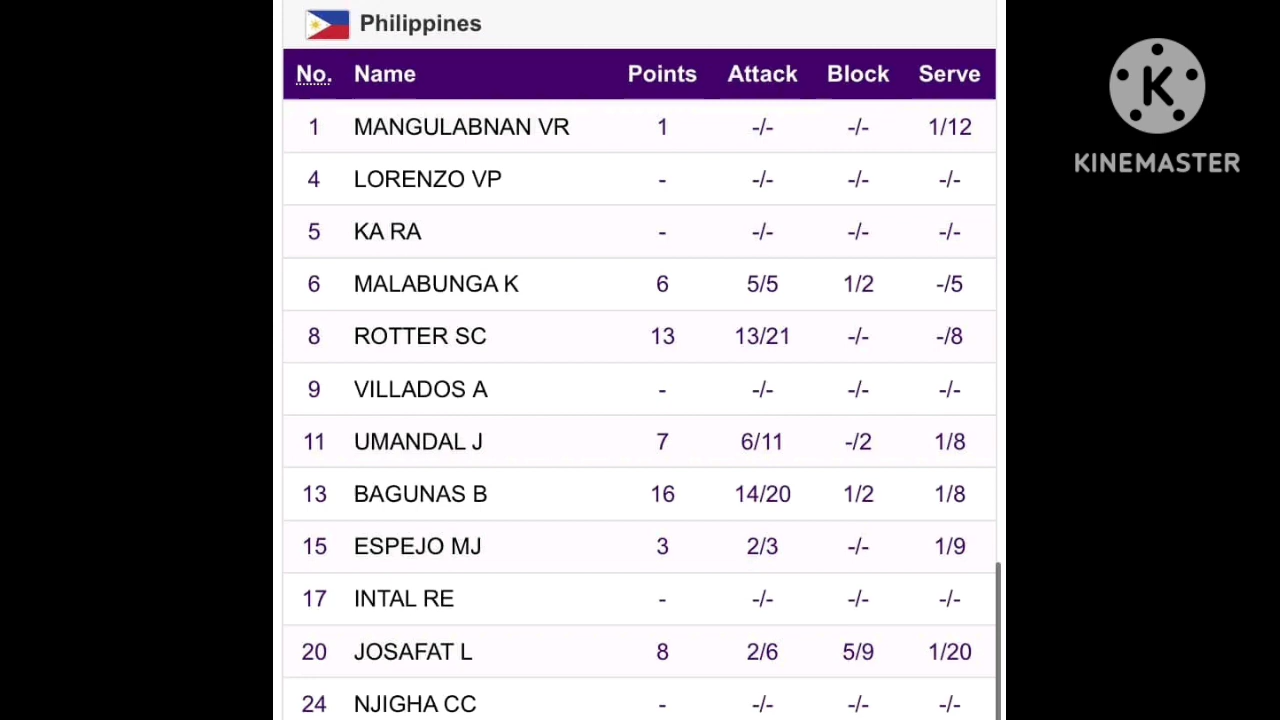 Philippines
No. Name Points Attack Block Serve
1 MANGULABNAN VR 1 -/- -/- 1/12
4 LORENZO VP - -/- -/- -/-
5 KA RA - -/- -/- -/-
6 MALABUNGA K 6 5/5 1/2 -/5
8 ROTTER SC 13 13/21 -/- -/8
9 VILLADOS A - -/- -/- -/-
11 UMANDAL J 7 6/11 -/2 1/8
13 BAGUNAS B 16 14/20 1/2 1/8
15 ESPEJO MJ 3 2/3 -/- 1/9
17 INTAL RE - -/- -/- -/-
20 JOSAFAT L 8 2/6 5/9 1/20
24 NJIGHA CC - -/- -/- -/-
K
KINEMASTER